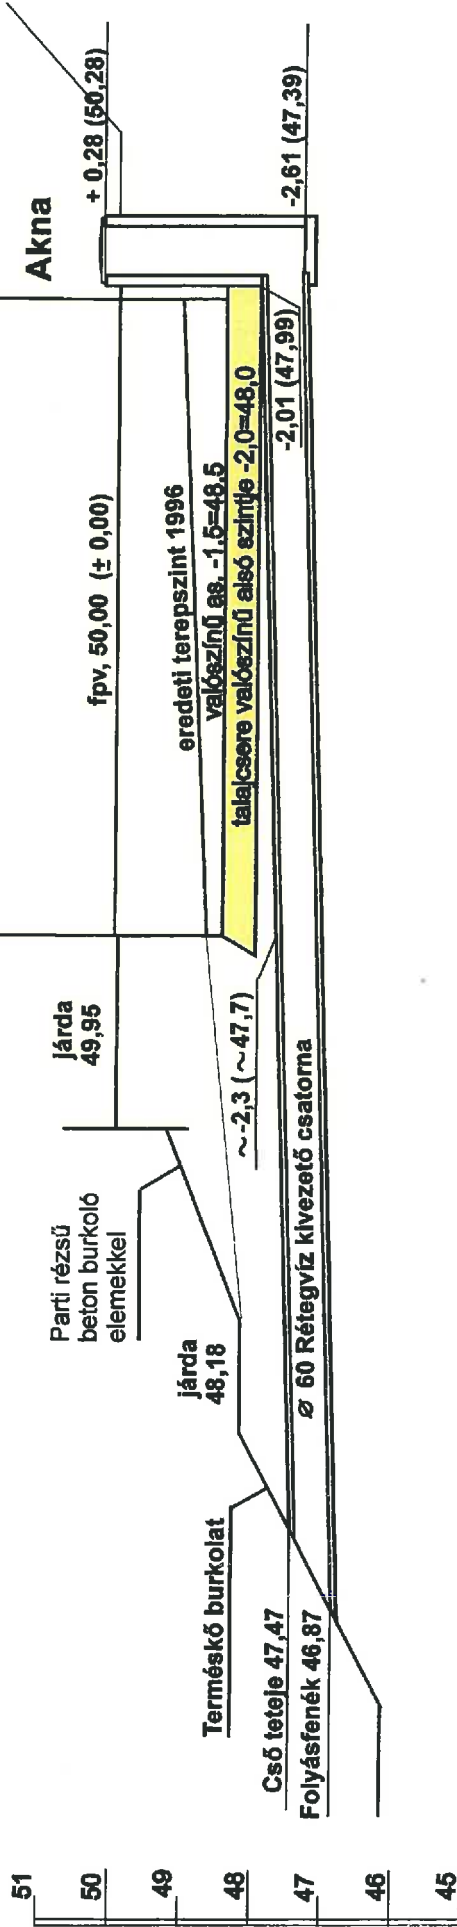 51
50
49
48
47
46
45
Parti rézsű
beton burkoló
elemekkel
járda
49,95
fpv, 50,00 (± 0,00)
Akna
+ 0,28 (50,28)
eredeti terepszint 1996
valószínű as. -1.5=48.5
talajcsere valószínű alsó szintje -2,0=48,0
járda
48,18
~-2,3 (~47,7)
-2,01 (47,99)
-2,61 (47,39)
Terméskő burkolat
Cső teteje 47,47
Folyásfenék 46,87
ø 60 Rétegvíz kivezető csatorna